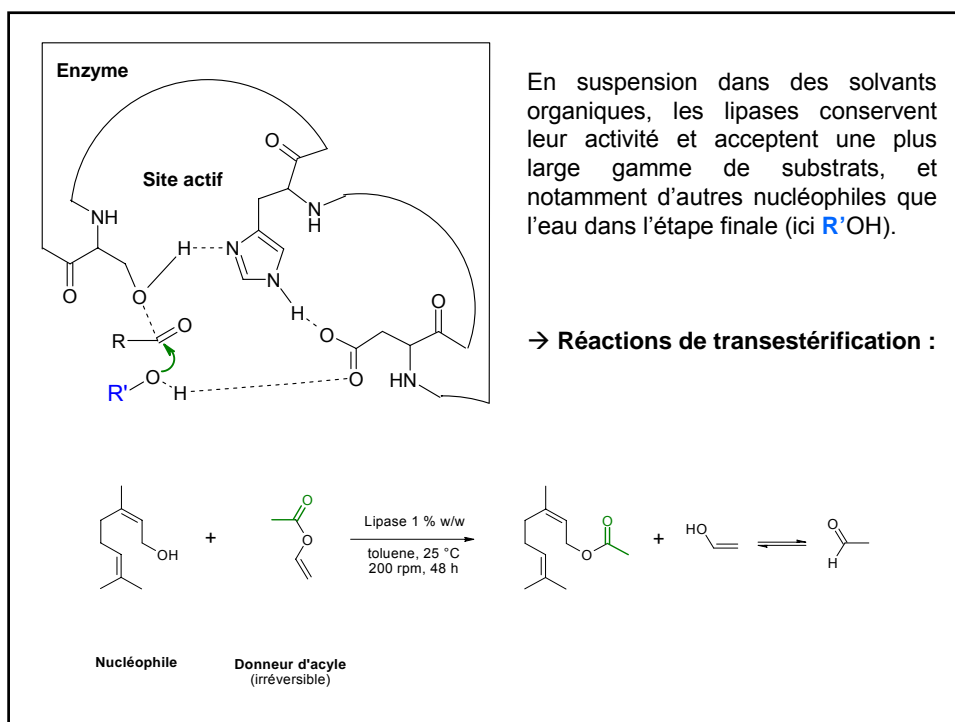 Enzyme
Site actif
O
NH
N
H
O
N
H
N
H
O
O
R
O
R'
O
H
O
O
O
HN
En suspension dans des solvants
organiques, les lipases conservent
leur activité et acceptent une plus
large gamme de substrats, et
notamment d'autres nucléophiles que
l'eau dans l'étape finale (ici R'OH).
→ Réactions de transestérification :
OH
+
O
O
Lipase 1 % w/w
toluene, 25 °C
200 rpm, 48 h
O
O
+
HO
O
H
Nucléophile
Donneur d'acyle
(irréversible)